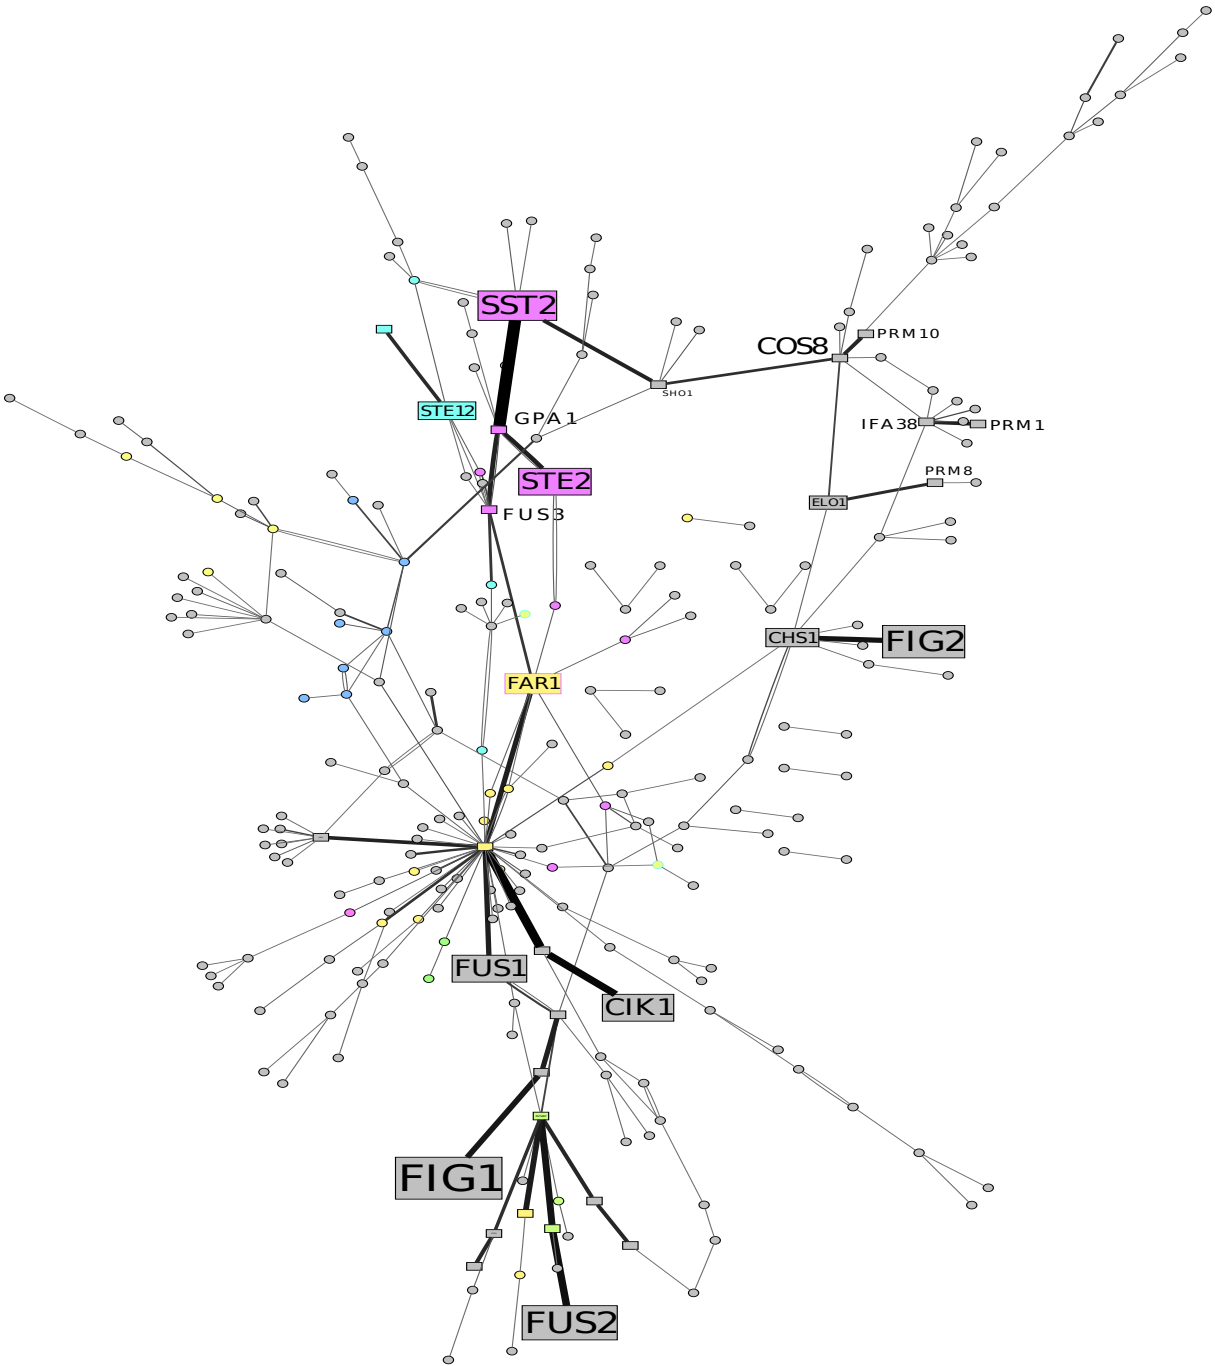 SST2
PRM10
COS8
SHO1
STE12
GPA1
IFA38
PRM1
PRM8
STE2
ELO1
FUS3
CHS1
FIG2
FAR1
FUS1
CIK1
FIG1
FUS2